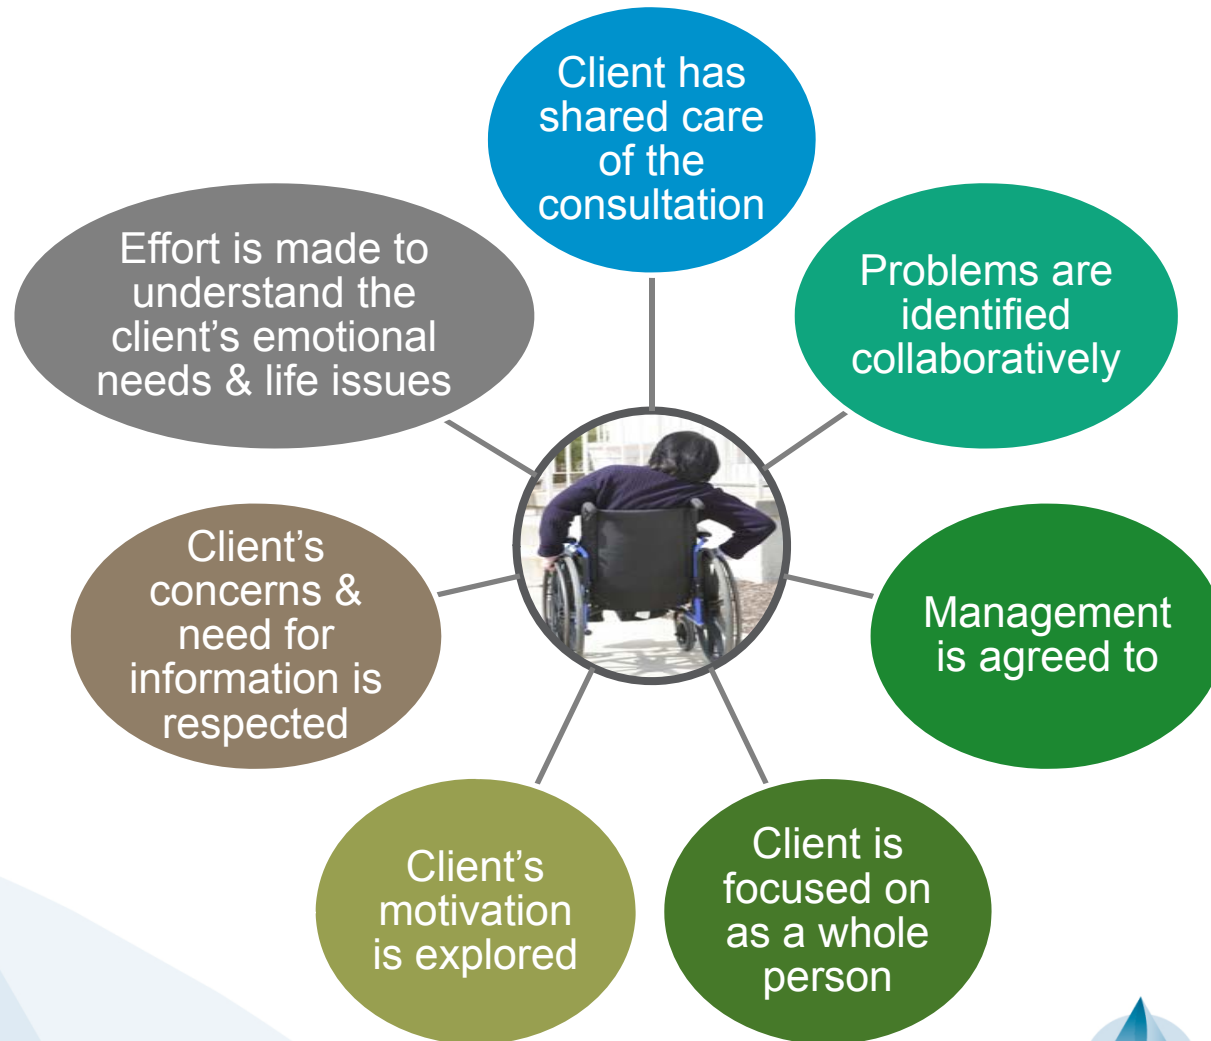 Client has
shared care
of the
consultation
Problems are
identified
collaboratively
Management
is agreed to
Client is
focused on
as a whole
person
Client’s
motivation
is explored
Client’s
concerns &
need for
information is
respected
Effort is made to
understand the
client’s emotional
needs & life issues